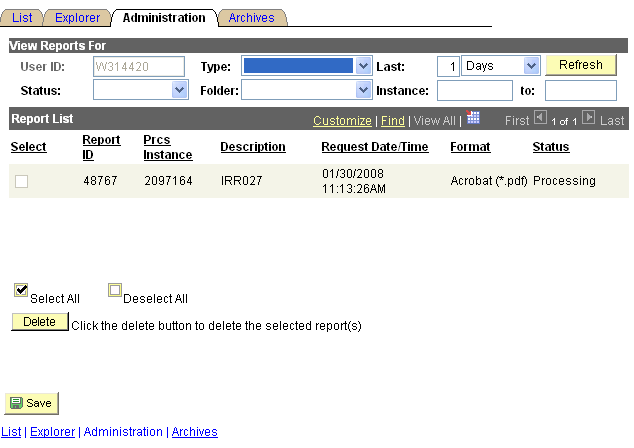 List Explorer Administration Archives
View Reports For
User ID: W314420 Type: Last: 1 Days Refresh
Status: Folder: Instance: to:
Report List Customize | Find | View All | First 1 of 1 Last
Select Report ID Prcs Instance Description Request Date/Time Format Status
48767 2097164 IRR027 01/30/2008 11:13:26AM Acrobat (*.pdf) Processing
Select All Deselect All
Delete Click the delete button to delete the selected report(s)
Save
List | Explorer | Administration | Archives